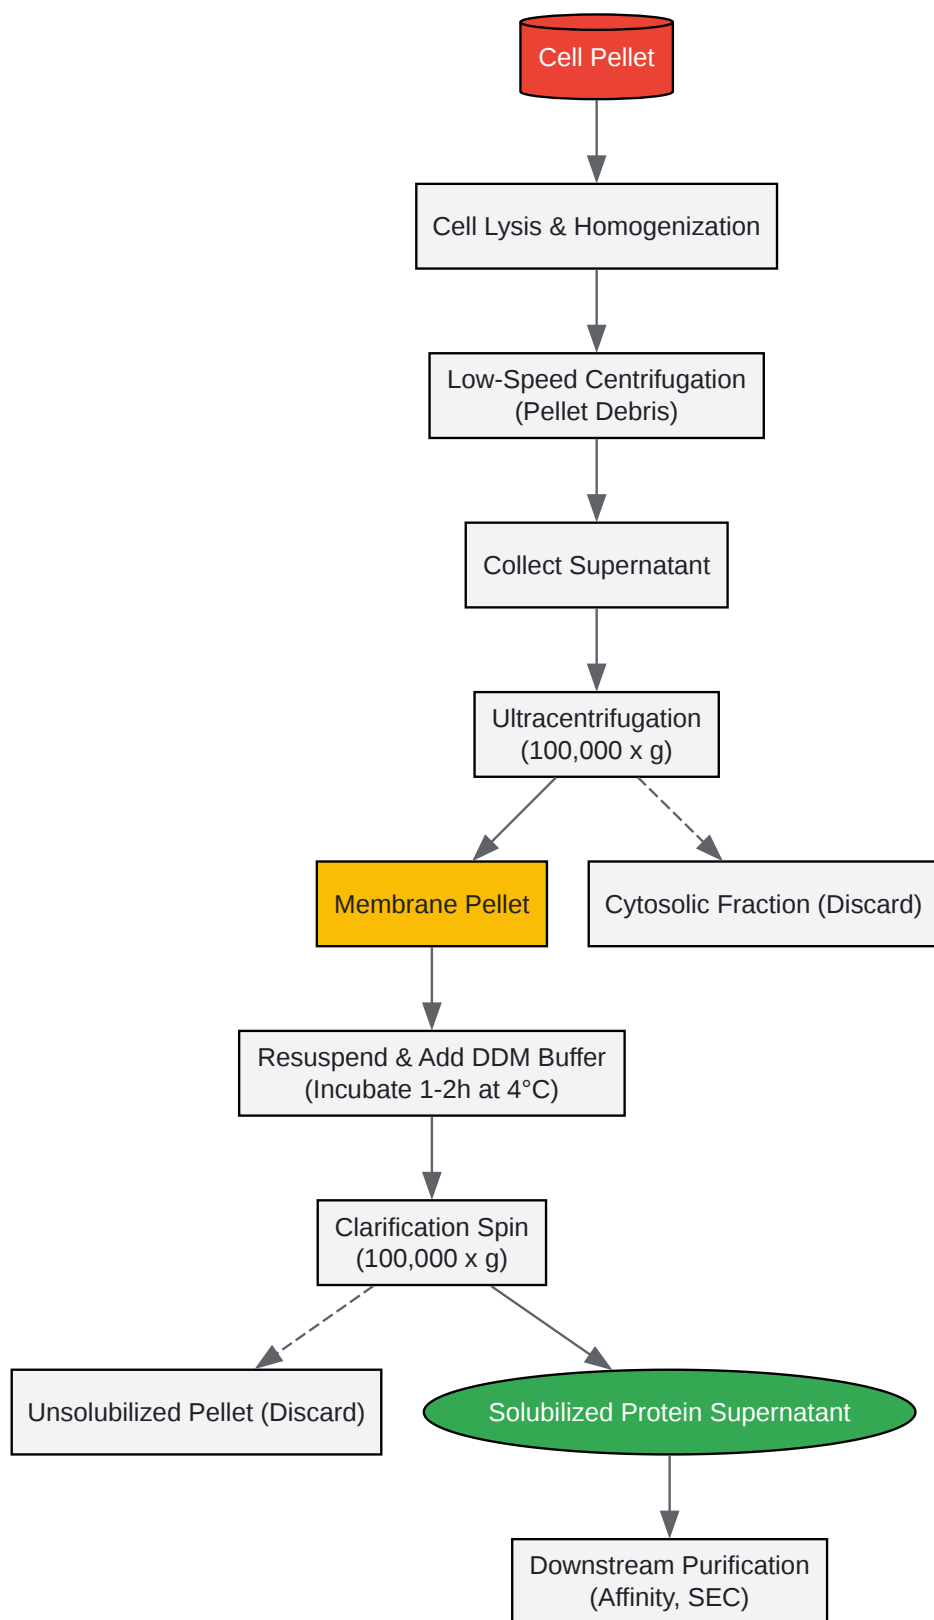 Cell Pellet
Cell Lysis & Homogenization
Low-Speed Centrifugation
(Pellet Debris)
Collect Supernatant
Ultracentrifugation
(100,000 x g)
Membrane Pellet
Cytosolic Fraction (Discard)
Resuspend & Add DDM Buffer
(Incubate 1-2h at 4°C)
Clarification Spin
(100,000 x g)
Unsolubilized Pellet (Discard)
Solubilized Protein Supernatant
Downstream Purification
(Affinity, SEC)